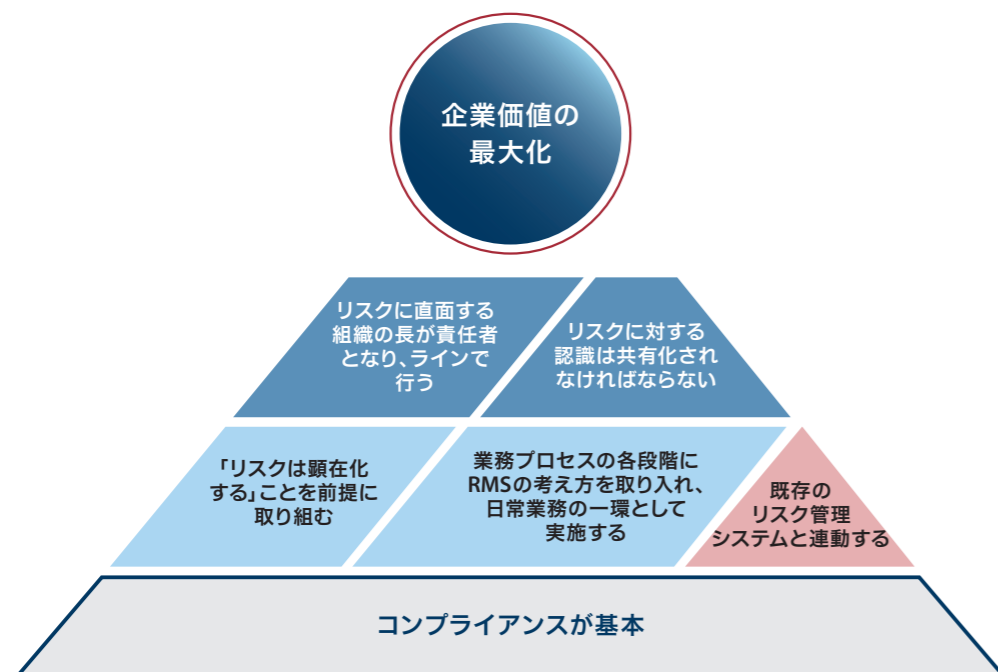 企業価値の
最大化
リスクに直面する
組織の長が責任者
となり、ラインで
行う
リスクに対する
認識は共有化され
なければならない
「リスクは顕在化
する」ことを前提に
取り組む
業務プロセスの各段階に
RMSの考え方を取り入れ、
日常業務の一環として
実施する
既存の
リスク管理
システムと連動する
コンプライアンスが基本